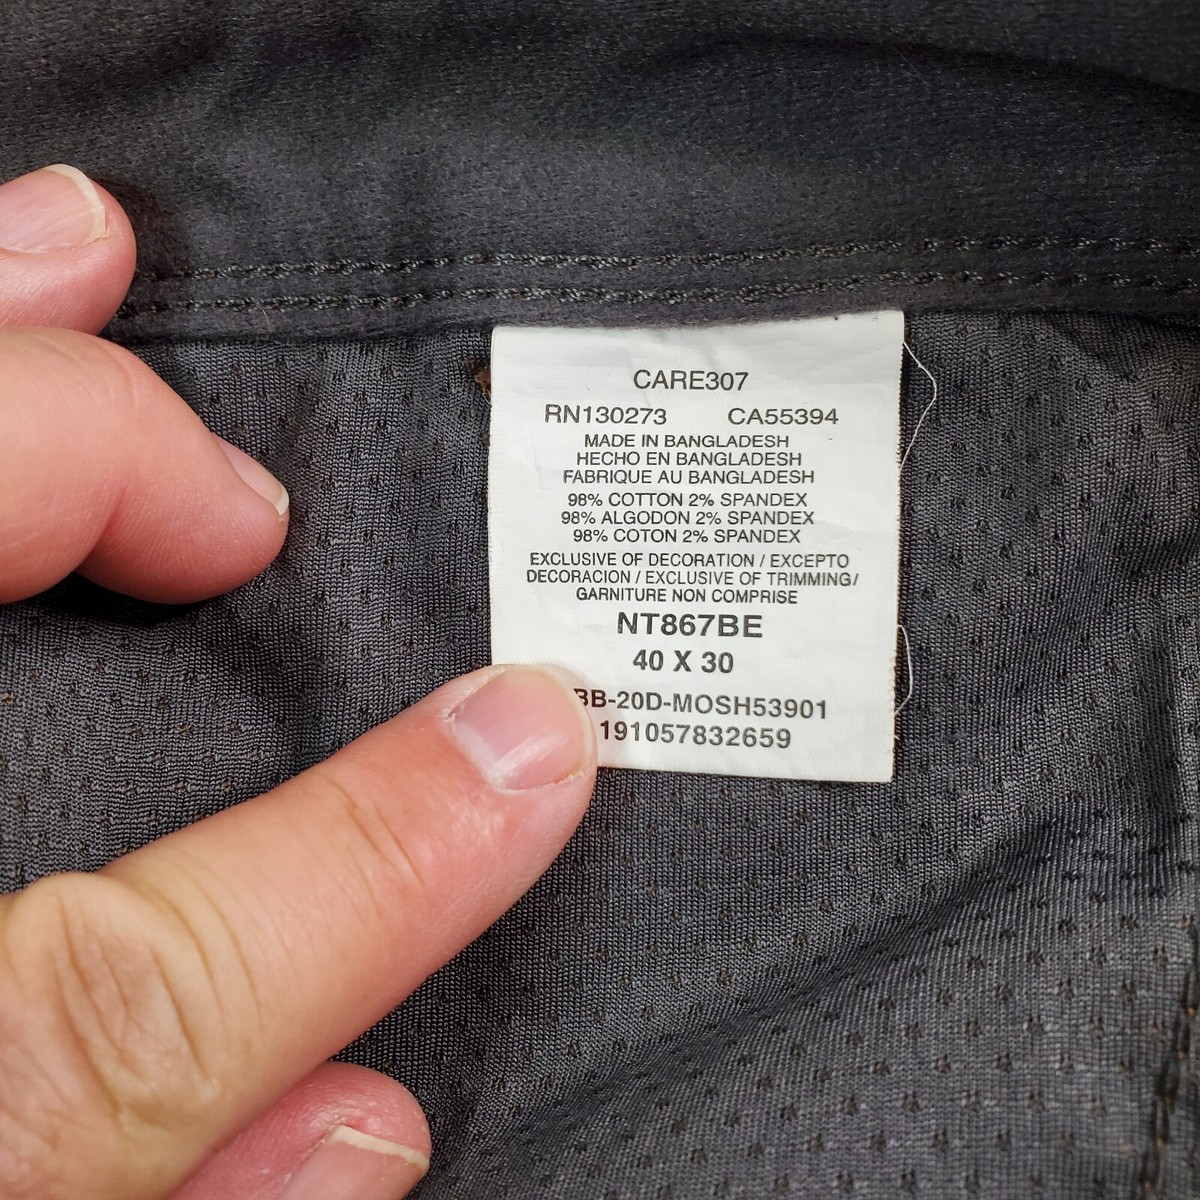 CARE307
RN130273 CA55394
MADE IN BANGLADESH
HECHO EN BANGLADESH
FABRIQUE AU BANGLADESH
98% COTTON 2% SPANDEX
98% ALGODON 2% SPANDEX
98% COTON 2% SPANDEX
EXCLUSIVE OF DECORATION / EXCEPTO
DECORACION / EXCLUSIVE OF TRIMMING/
GARNITURE NON COMPRISE
NT867BE
40 X 30
BB-20D-MOSH53901
191057832659